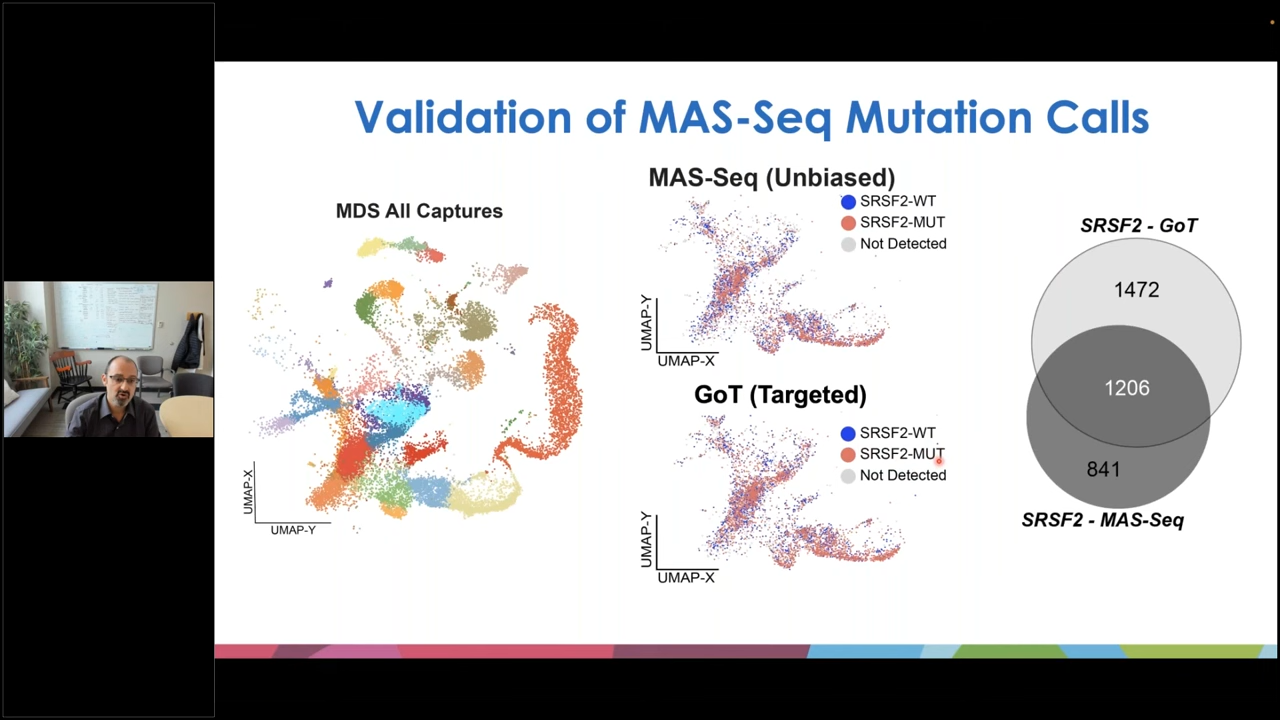 Validation of MAS-Seq Mutation Calls
MDS All Captures
UMAP-X
UMAP-Y
MAS-Seq (Unbiased)
SRSF2-WT
SRSF2-MUT
Not Detected
UMAP-Y
UMAP-X
GoT (Targeted)
SRSF2-WT
SRSF2-MUT
Not Detected
UMAP-Y
UMAP-X
SRSF2 - GoT
1472
1206
841
SRSF2 - MAS-Seq